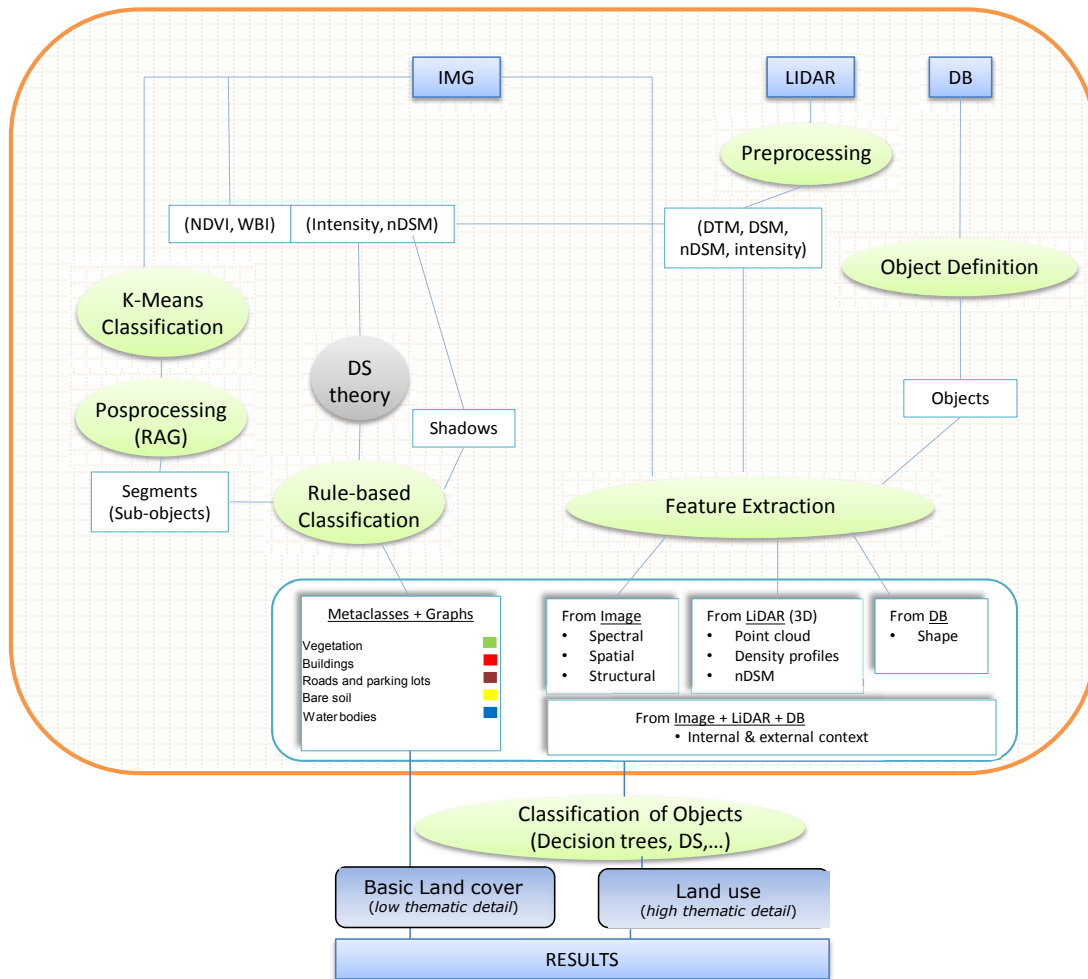 IMG
LIDAR
DB
Preprocessing
(NDVI, WBI)
(Intensity, nDSM)
(DTM, DSM,
nDSM, intensity)
Object Definition
K-Means
Classification
DS
theory
Posprocessing
(RAG)
Shadows
Objects
Segments
(Sub-objects)
Rule-based
Classification
Feature Extraction
Metaclasses + Graphs
Vegetation
Buildings
Roads and parking lots
Bare soil
Water bodies
From Image
• Spectral
• Spatial
• Structural
From LiDAR (3D)
• Point cloud
• Density profiles
• nDSM
From DB
• Shape
From Image + LiDAR + DB
• Internal & external context
Classification of Objects
(Decision trees, DS,...)
Basic Land cover
(low thematic detail)
Land use
(high thematic detail)
RESULTS